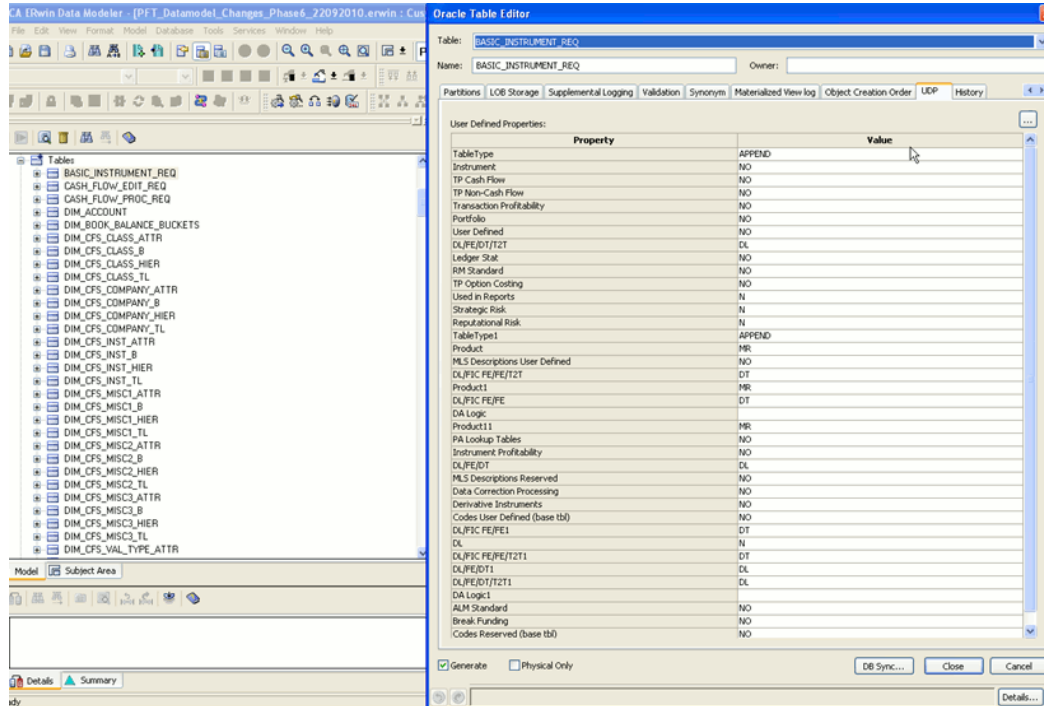 CA ERwin Data Modeler - [PFT_Datamodel_Changes_Phase6_22092010.erwin : Cus
File Edit View Format Model Database Tools Services Window Help
Tables
BASIC_INSTRUMENT_REQ
CASH_FLOW_EDIT_REQ
CASH_FLOW_PROC_REQ
DIM_ACCOUNT
DIM_BOOK_BALANCE_BUCKETS
DIM_CFS_CLASS_ATTR
DIM_CFS_CLASS_B
DIM_CFS_CLASS_HIER
DIM_CFS_CLASS_TL
DIM_CFS_COMPANY_ATTR
DIM_CFS_COMPANY_B
DIM_CFS_COMPANY_HIER
DIM_CFS_COMPANY_TL
DIM_CFS_INST_ATTR
DIM_CFS_INST_B
DIM_CFS_INST_HIER
DIM_CFS_INST_TL
DIM_CFS_MISC1_ATTR
DIM_CFS_MISC1_B
DIM_CFS_MISC1_HIER
DIM_CFS_MISC1_TL
DIM_CFS_MISC2_ATTR
DIM_CFS_MISC2_B
DIM_CFS_MISC2_HIER
DIM_CFS_MISC2_TL
DIM_CFS_MISC3_ATTR
DIM_CFS_MISC3_B
DIM_CFS_MISC3_HIER
DIM_CFS_MISC3_TL
DIM_CFS_VAL_TYPE_ATTR
Model Subject Area
Details Summary
dy
Oracle Table Editor
Table: BASIC_INSTRUMENT_REQ
Name: BASIC_INSTRUMENT_REQ Owner:
Partitions LOB Storage Supplemental Logging Validation Synonym Materialized View log Object Creation Order UDP History
User Defined Properties: ...
Property Value
TableType APPEND
Instrument NO
TP Cash Flow NO
TP Non-Cash Flow NO
Transaction Profitability NO
Portfolio NO
User Defined NO
DL/FE/DT/T2T DL
Ledger Stat NO
RM Standard NO
TP Option Costing NO
Used in Reports N
Strategic Risk N
Reputational Risk N
TableType1 APPEND
Product MR
MLS Descriptions User Defined NO
DL/FIC FE/FE/T2T DT
Product1 MR
DL/FIC FE/FE DT
DA Logic
Product11 MR
PA Lookup Tables NO
Instrument Profitability NO
DL/FE/DT DL
MLS Descriptions Reserved NO
Data Correction Processing NO
Derivative Instruments NO
Codes User Defined (base tbl) NO
DL/FIC FE/FE1 DT
DL N
DL/FIC FE/FE/T2T1 DT
DL/FE/DT1 DL
DL/FE/DT/T2T1 DL
DA Logic1
ALM Standard NO
Break Funding NO
Codes Reserved (base tbl) NO
Generate Physical Only DB Sync... Close Cancel
Details...